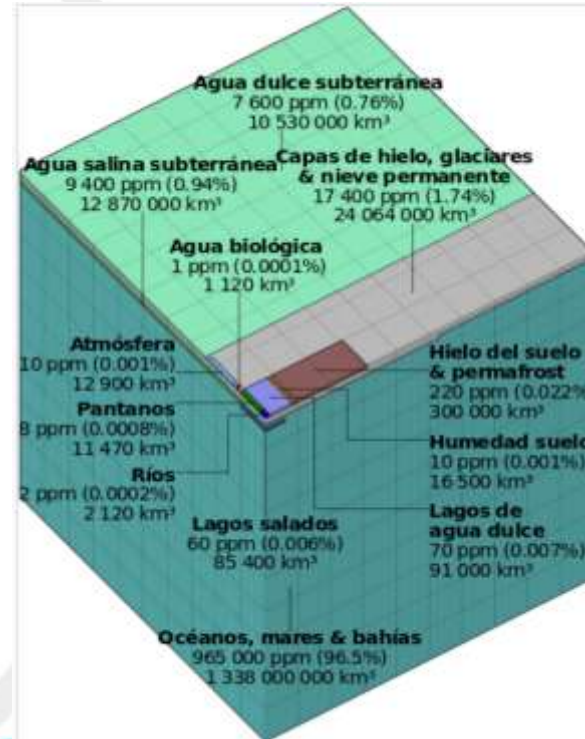 Agua dulce subterránea
7 600 ppm (0.76%)
10 530 000 km³
Agua salina subterránea
9 400 ppm (0.94%)
12 870 000 km³
Capas de hielo, glaciares
& nieve permanente
17 400 ppm (1.74%)
24 064 000 km³
Agua biológica
1 ppm (0.0001%)
1 120 km³
Atmósfera
10 ppm (0.001%)
12 900 km³
Pantanos
8 ppm (0.0008%)
11 470 km³
Ríos
2 ppm (0.0002%)
2 120 km³
Hielo del suelo
& permafrost
220 ppm (0.022%
300 000 km³
Humedad suelo
10 ppm (0.001%)
16 500 km³
Lagos de
agua dulce
70 ppm (0.007%)
91 000 km³
Lagos salados
60 ppm (0.006%)
85 400 km³
Océanos, mares & bahías
965 000 ppm (96.5%)
1 338 000 000 km³